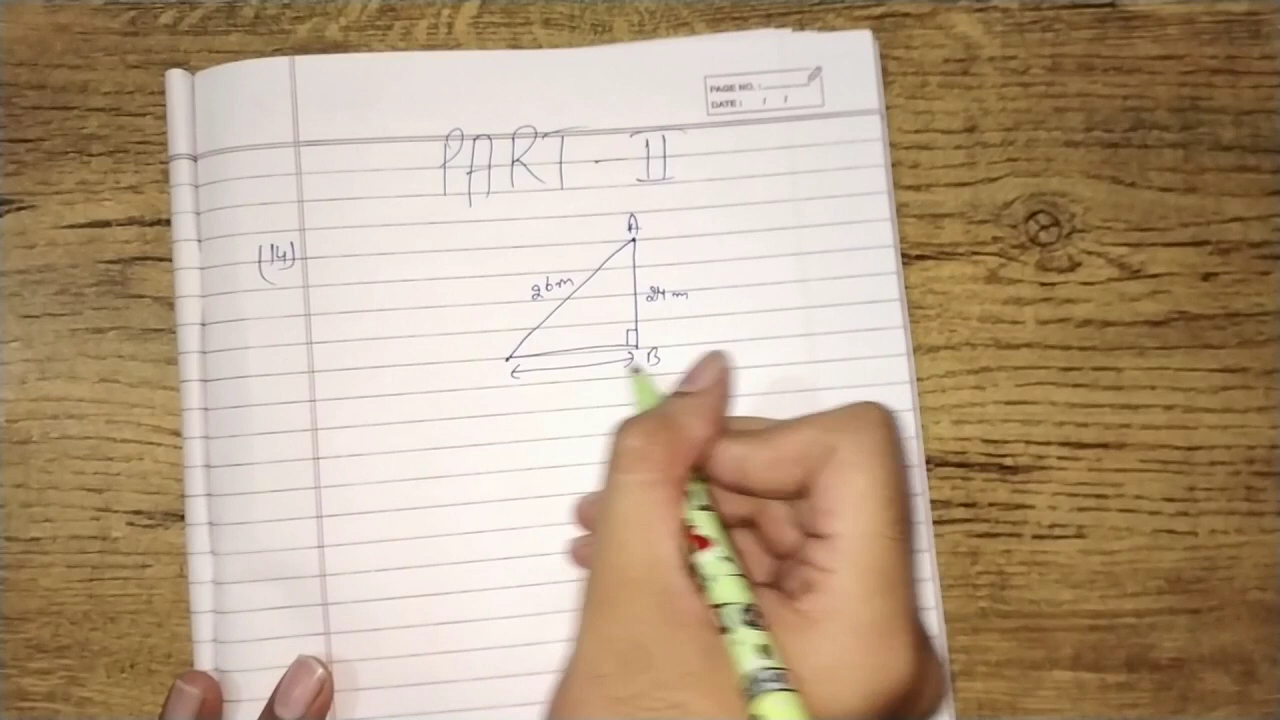 PAGE NO. :
DATE : / /
PART - II
(14)
A
26m
24 m
B